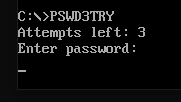 C:\>PSWD3TRY
Attempts left: 3
Enter password:
_